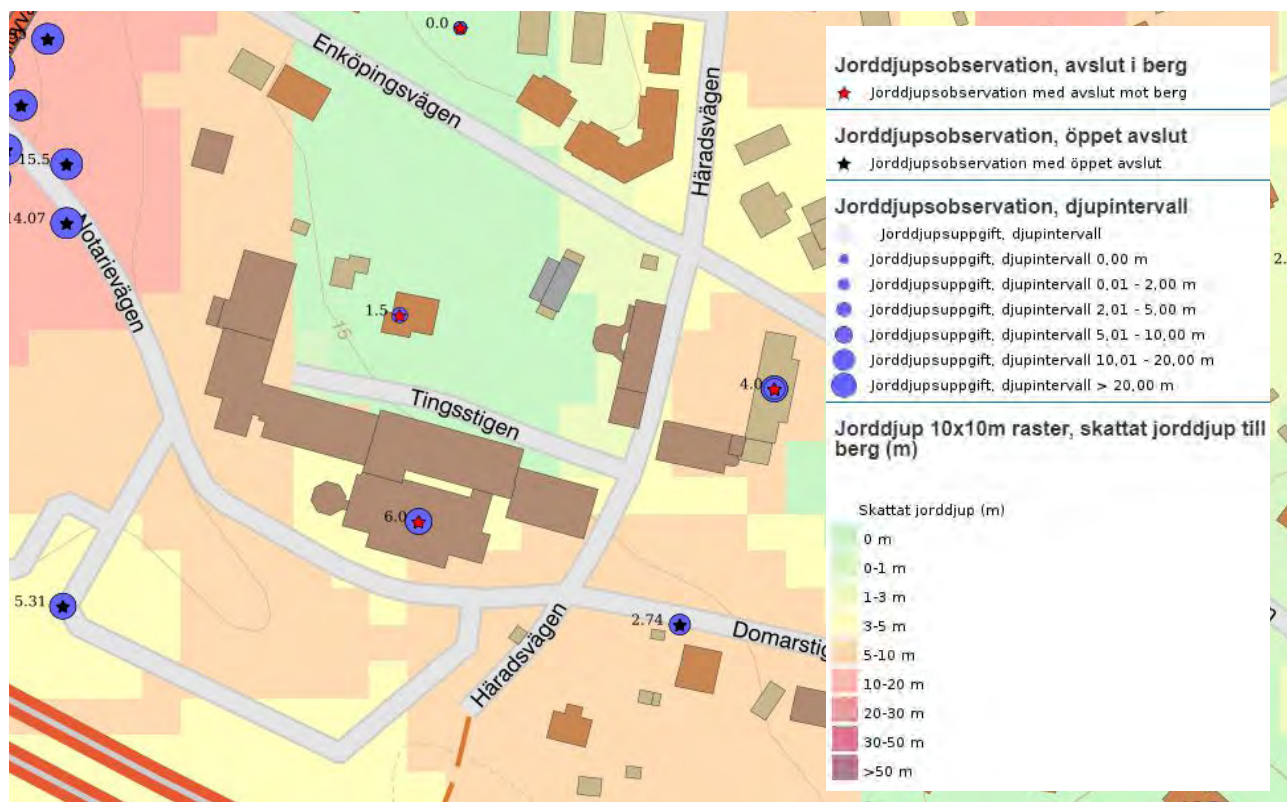 0.0
Enköpingsvägen
Häradsvägen
15.5
14.07
Notarievägen
1.5
15
4.0
Tingsstigen
6.0
5.31
2.74
Häradsvägen
2.
Jorddjupsobservation, avslut i berg
Jorddjupsobservation med avslut mot berg
Jorddjupsobservation, öppet avslut
Jorddjupsobservation med öppet avslut
Jorddjupsobservation, djupintervall
Jorddjupsuppgift, djupintervall
Jorddjupsuppgift, djupintervall 0,00 m
Jorddjupsuppgift, djupintervall 0,01 - 2,00 m
Jorddjupsuppgift, djupintervall 2,01 - 5,00 m
Jorddjupsuppgift, djupintervall 5,01 - 10,00 m
Jorddjupsuppgift, djupintervall 10,01 - 20,00 m
Jorddjupsuppgift, djupintervall > 20,00 m
Jorddjup 10x10m raster, skattat jorddjup till
berg (m)
Skattat jorddjup (m)
0 m
0-1 m
1-3 m
3-5 m
5-10 m
10-20 m
20-30 m
30-50 m
>50 m